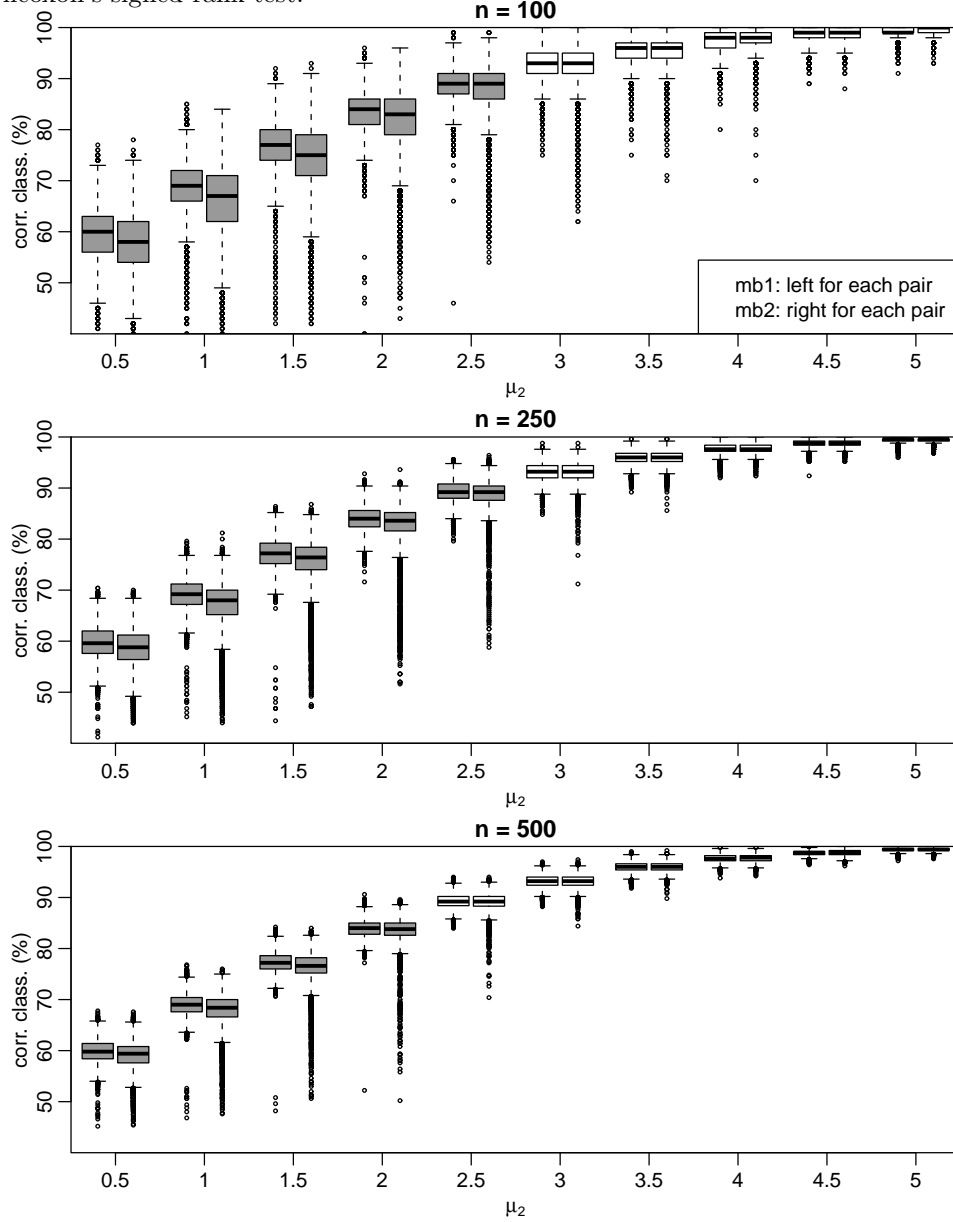 signed rank test.
n = 100
corr. class. (%)
100
90
80
70
60
50
mb1: left for each pair
mb2: right for each pair
0.5 1 1.5 2 2.5 3 3.5 4 4.5 5
μ2
n = 250
corr. class. (%)
100
90
80
70
60
50
0.5 1 1.5 2 2.5 3 3.5 4 4.5 5
μ2
n = 500
corr. class. (%)
100
90
80
70
60
50
0.5 1 1.5 2 2.5 3 3.5 4 4.5 5
μ2